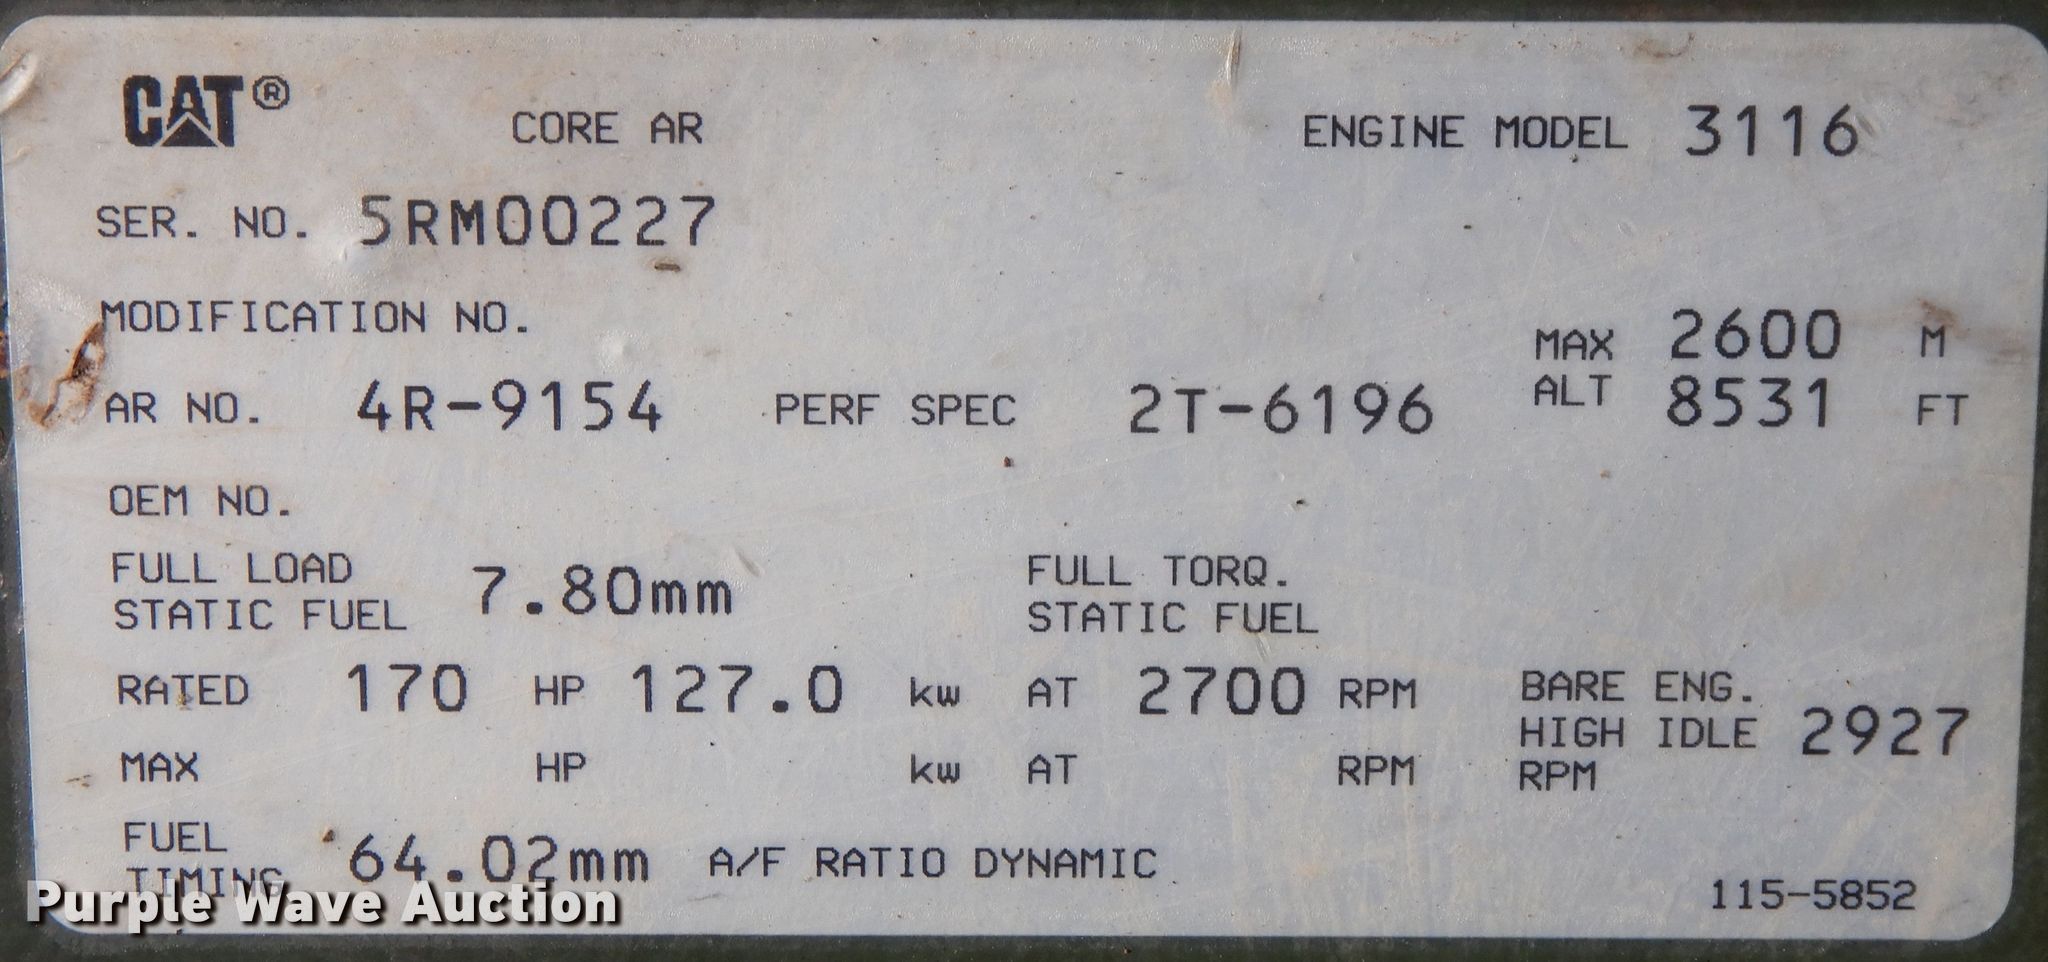 CAT® CORE AR ENGINE MODEL 3116
SER. NO. 5RM00227
MODIFICATION NO.
MAX ALT 2600 M 8531 FT
AR NO. 4R-9154 PERF SPEC 2T-6196
OEM NO.
FULL LOAD STATIC FUEL 7.80mm FULL TORQ. STATIC FUEL
RATED 170 HP 127.0 kw AT 2700 RPM
MAX HP kw AT RPM
BARE ENG. HIGH IDLE RPM 2927
FUEL TIMING 64.02mm A/F RATIO DYNAMIC
115-5852
Purple Wave Auction